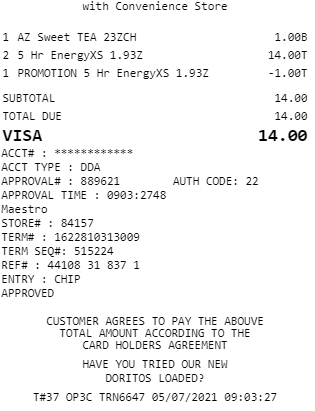 with Convenience Store
1 AZ Sweet TEA 23ZCH 1.00B
2 5 Hr EnergyXS 1.93Z 14.00T
1 PROMOTION 5 Hr EnergyXS 1.93Z -1.00T
SUBTOTAL 14.00
TOTAL DUE 14.00
VISA 14.00
ACCT# : ************
ACCT TYPE : DDA
APPROVAL# : 889621 AUTH CODE: 22
APPROVAL TIME : 0903:2748
Maestro
STORE# : 84157
TERM# : 1622810313009
TERM SEQ#: 515224
REF# : 44108 31 837 1
ENTRY : CHIP
APPROVED
CUSTOMER AGREES TO PAY THE ABOUVE
TOTAL AMOUNT ACCORDING TO THE
CARD HOLDERS AGREEMENT
HAVE YOU TRIED OUR NEW
DORITOS LOADED?
T#37 OP3C TRN6647 05/07/2021 09:03:27